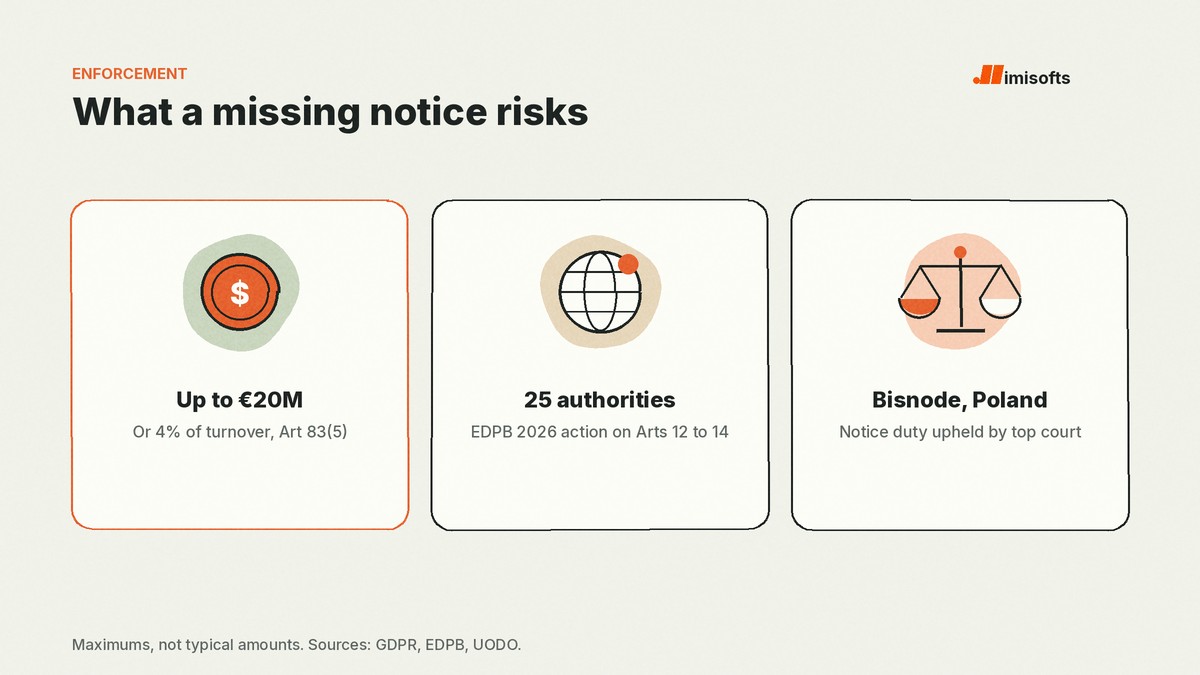 ENFORCEMENT
What a missing notice risks
imisofts
$
Up to €20M
Or 4% of turnover, Art 83(5)
25 authorities
EDPB 2026 action on Arts 12 to 14
Bisnode, Poland
Notice duty upheld by top court
Maximums, not typical amounts. Sources: GDPR, EDPB, UODO.